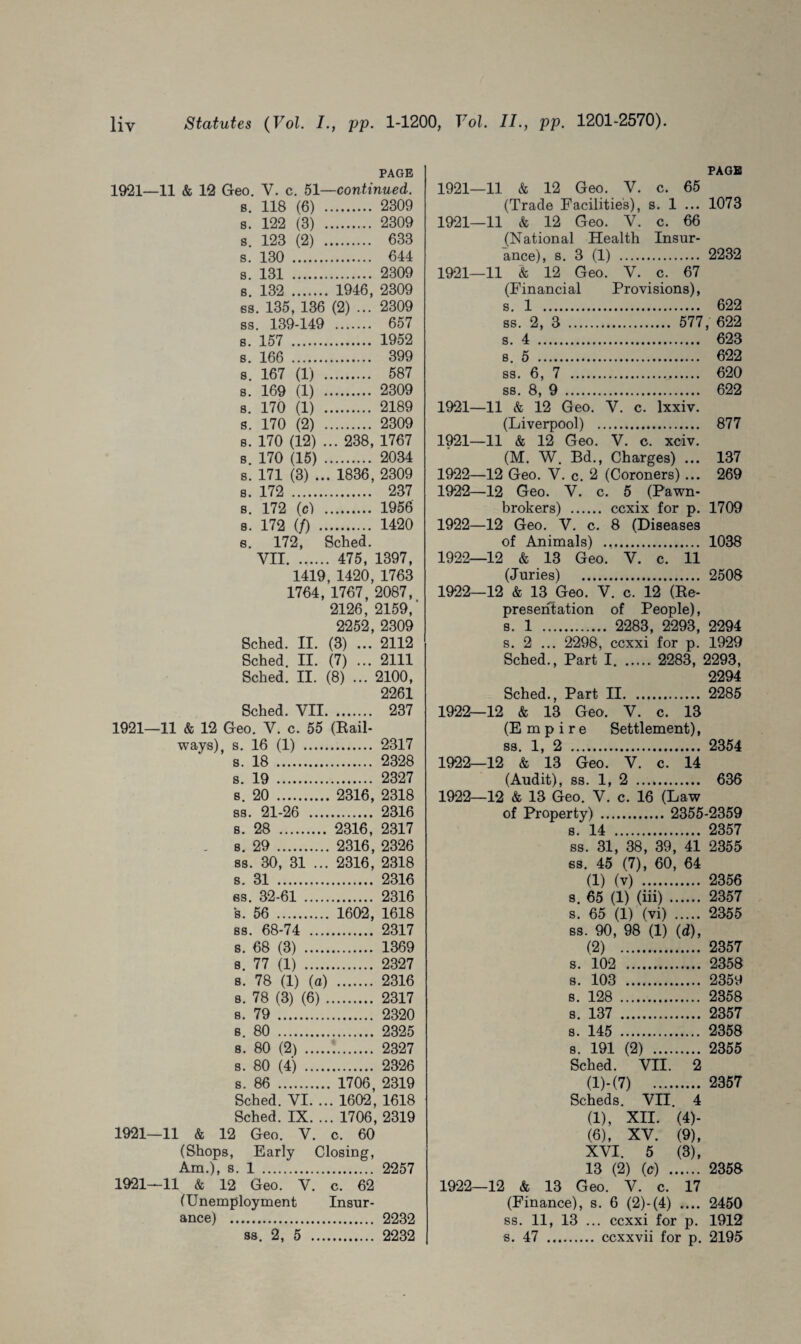 liv Statutes (Vol. I., pp. 1-1200, Vol. II., pp. 1201-2570).
PAGE
1921—11 & 12 Geo. V. c. 51—continued.
s. 118 (6) .......... 2309
s. 122 (3) .......... 2309
s. 123 (2) .......... 633
s. 130 ............... 644
s. 131 ............... 2309
s. 132 ....... 1946, 2309
ss. 135, 136 (2) ... 2309
ss. 139-149 ....... 657
s. 157 ............... 1952
s. 166 ............... 399
s. 167 (1) .......... 587
s. 169 (1) .......... 2309
s. 170 (1) .......... 2189
s. 170 (2) .......... 2309
s. 170 (12) ... 238, 1767
s. 170 (15) .......... 2034
s. 171 (3) ... 1836, 2309
s. 172 ............... 237
s. 172 (c) .......... 1956
s. 172 (f) .......... 1420
s. 172, Sched.
VII. ...... 475, 1397,
1419, 1420, 1763
1764, 1767, 2087,
2126, 2159,
2252, 2309
Sched. II. (3) ... 2112
Sched. II. (7) ... 2111
Sched. II. (8) ... 2100,
2261
Sched. VII. ....... 237
1921—11 & 12 Geo. V. c. 55 (Rail-
ways), s. 16 (1) ............ 2317
s. 18 ................. 2328
s. 19 ................. 2327
s. 20 .......... 2316, 2318
ss. 21-26 ............ 2316
s. 28 .......... 2316, 2317
s. 29 .......... 2316, 2326
ss. 30, 31 ... 2316, 2318
s. 31 ................. 2316
ss. 32-61 ............ 2316
s. 56 .......... 1602, 1618
ss. 68-74 ............ 2317
s. 68 (3) ............ 1369
s. 77 (1) ............ 2327
s. 78 (1) (a) ....... 2316
s. 78 (3) (6) .......... 2317
s. 79 ................. 2320
s. 80 ................. 2325
s. 80 (2) ............ 2327
s. 80 (4) ............ 2326
s. 86 .......... 1706, 2319
Sched. VI. ... 1602, 1618
Sched. IX. ... 1706, 2319
1921—11 & 12 Geo. V. c. 60
(Shops, Early Closing,
Am.), s. 1 .................... 2257
1921—11 & 12 Geo. V. c. 62
(Unemployment Insur-
ance) ......................... 2232
ss. 2, 5 ............ 2232
PAGE
1921—11 & 12 Geo. V. c. 65
(Trade Facilities), s. 1 ... 1073
1921—11 & 12 Geo. V. c. 66
(National Health Insur-
ance), s. 3 (1) .............. 2232
1921—11 & 12 Geo. V. c. 67
(Financial Provisions),
s. 1 .......................... 622
ss. 2, 3 .................. 577, 622
s. 4 .......................... 623
s. 5 .......................... 622
ss. 6, 7 ..................... 620
ss. 8, 9 ..................... 622
1921—11 & 12 Geo. V. c. lxxiv.
(Liverpool) .................. 877
1921—11 & 12 Geo. V. c. xciv.
(M. W. Bd., Charges) ... 137
1922—12 Geo. V. c. 2 (Coroners) ... 269
1922—12 Geo. V. c. 5 (Pawn-
brokers) ...... ccxix for p. 1709
1922—12 Geo. V. c. 8 (Diseases
of Animals) .................. 1038
1922—12 & 13 Geo. V. c. 11
(Juries) ..................... 2508
1922—12 & 13 Geo. V. c. 12 (Re-
presentation of People),
s. 1 ............ 2283, 2293, 2294
s. 2 ... 2298, ccxxi for p. 1929
Sched., Part I. ...... 2283, 2293,
2294
Sched., Part II. ............ 2285
1922—12 & 13 Geo. V. c. 13
(Empire Settlement),
ss. 1, 2 ..................... 2354
1922—12 & 13 Geo. V. c. 14
(Audit), ss. 1, 2 ............ 636
1922—12 & 13 Geo. V. c. 16 (Law
of Property) ............ 2355-2359
s. 14 ................. 2357
ss. 31, 38, 39, 41 2355
ss. 45 (7), 60, 64
(1) (v) ............ 2356
s. 65 (1) (iii) ...... 2357
s. 65 (1) (vi) ..... 2355
ss. 90, 98 (1) (d),
(2) ................. 2357
s. 102 ............... 2358
s. 103 ............... 2359
s. 128 ............... 2358
s. 137 ............... 2357
s. 145 ............... 2358
s. 191 (2) .......... 2355
Sched. VII. 2
(1)-(7) ............ 2357
Scheds. VII. 4
(1), XII. (4)-
(6), XV. (9),
XVI. 5 (3),
13 (2) (c) ...... 2358
1922—12 & 13 Geo. V. c. 17
(Finance), s. 6 (2)-(4) .... 2450
ss. 11, 13 ... ccxxi for p. 1912
s. 47 .......... ccxxvii for p. 2195